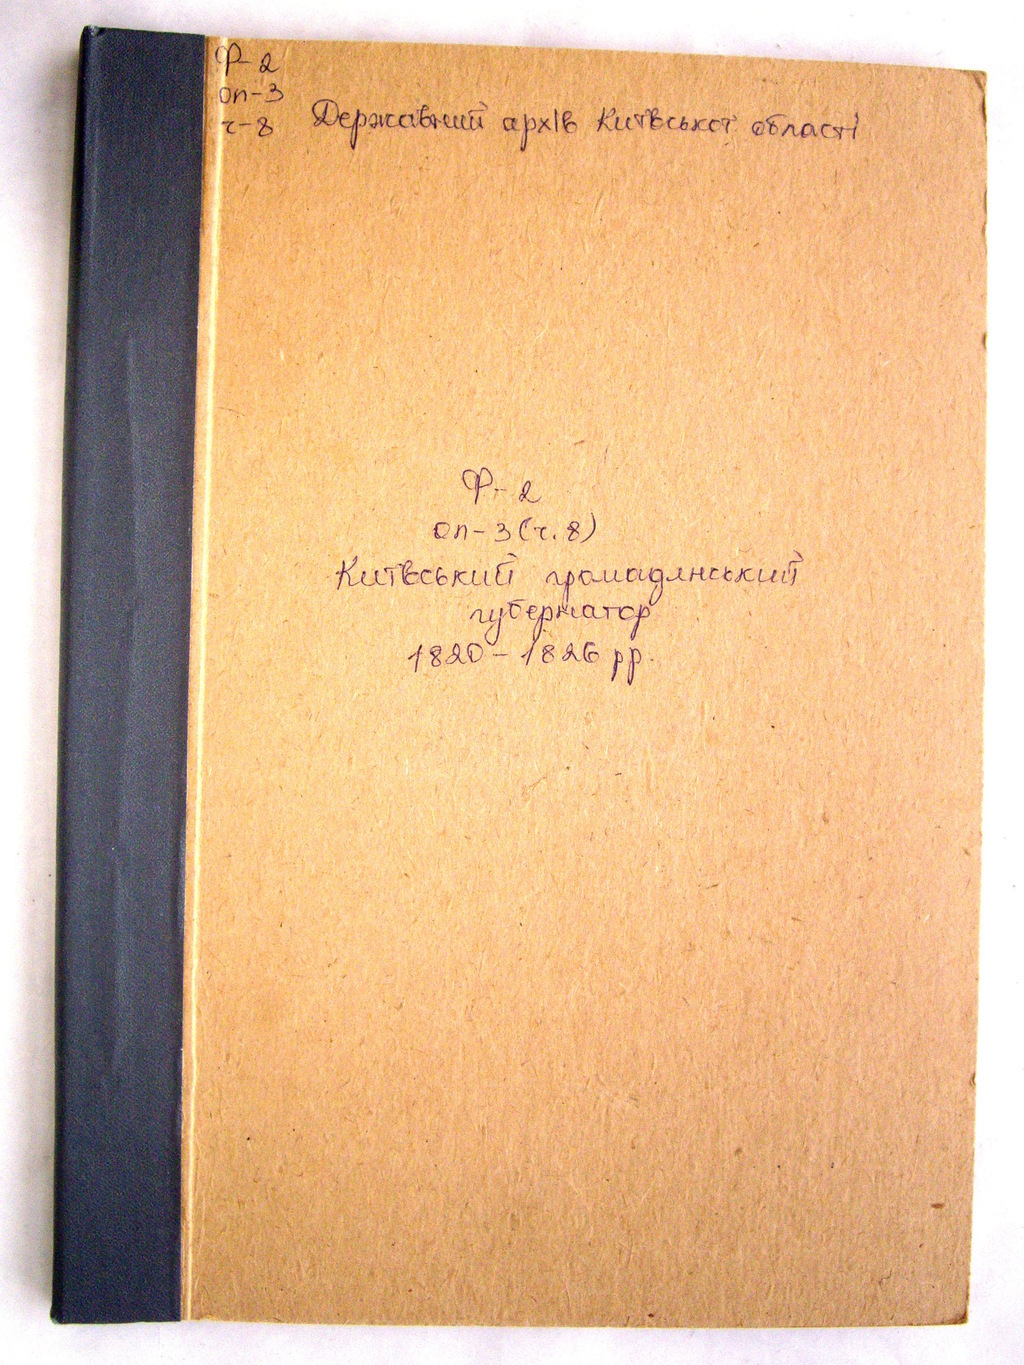 Ф-2
оп-3
ч-8 Державний архів Київської області
Ф-2
оп-3 (ч. 8)
Київський громадянський
губернатор
1820-1826 рр.